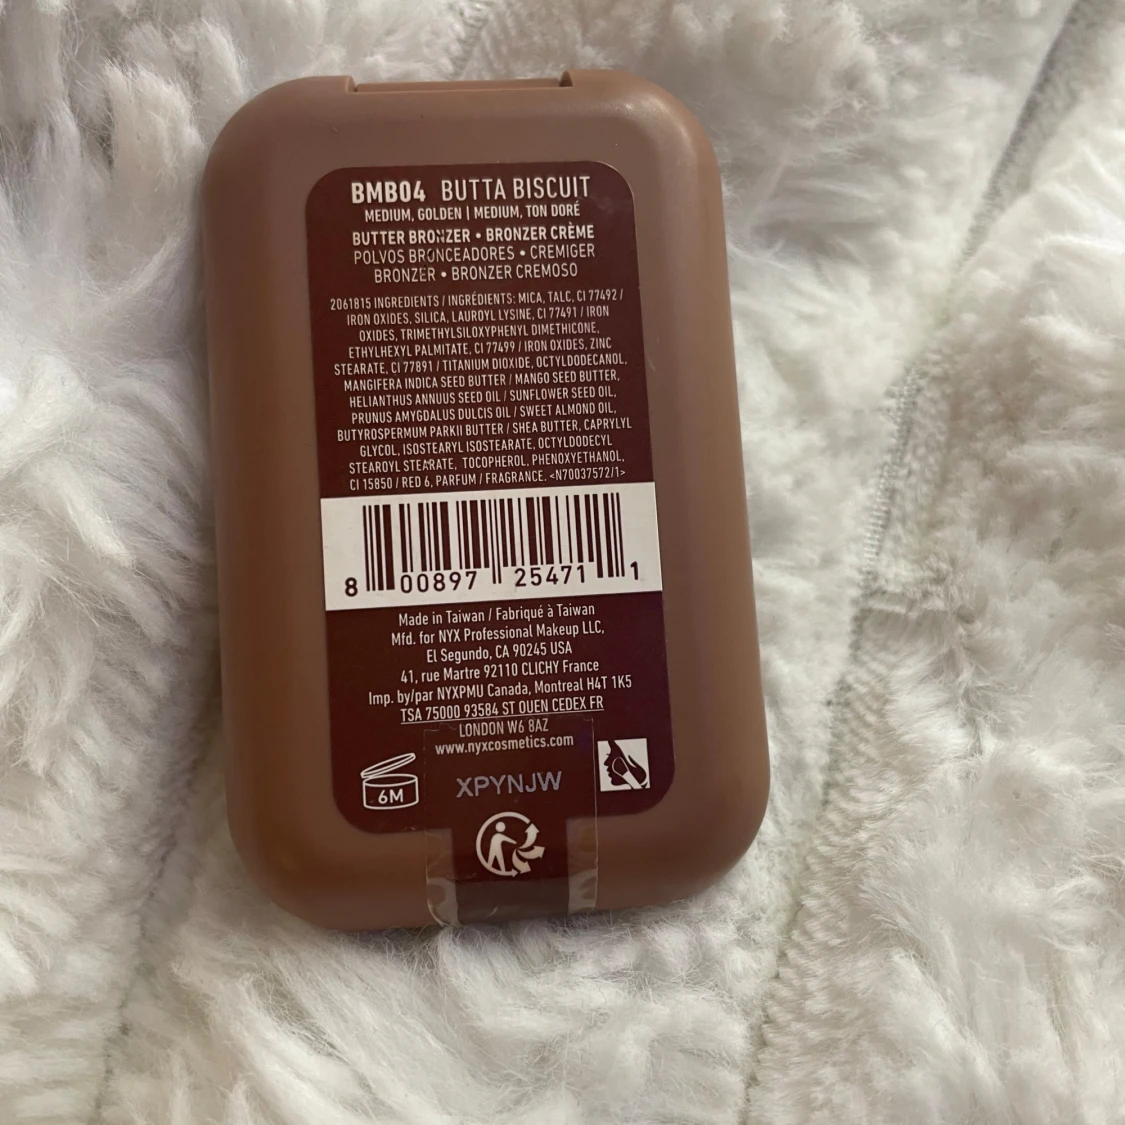 BMB04 BUTTA BISCUIT
MEDIUM, GOLDEN | MEDIUM, TON DORÉ
BUTTER BRONZER • BRONZER CRÈME
POLVOS BRONCEADORES • CREMIGER
BRONZER • BRONZER CREMOSO
2061815 INGREDIENTS / INGRÉDIENTS: MICA, TALC, CI 77492 /
IRON OXIDES, SILICA, LAUROYL LYSINE, CI 77491 / IRON
OXIDES, TRIMETHYLSILOXYPHENYL DIMETHICONE,
ETHYLHEXYL PALMITATE, CI 77499 / IRON OXIDES, ZINC
STEARATE, CI 77891 / TITANIUM DIOXIDE, OCTYLDODECANOL,
MANGIFERA INDICA SEED BUTTER / MANGO SEED BUTTER,
HELIANTHUS ANNUUS SEED OIL / SUNFLOWER SEED OIL,
PRUNUS AMYGDALUS DULCIS OIL / SWEET ALMOND OIL,
BUTYROSPERMUM PARKII BUTTER / SHEA BUTTER, CAPRYLYL
GLYCOL, ISOSTEARYL ISOSTEARATE, OCTYLDODECYL
STEAROYL STEARATE, TOCOPHEROL, PHENOXYETHANOL,
CI 15850 / RED 6, PARFUM / FRAGRANCE. <N70037572/1>
8 00897 25471 1
Made in Taiwan / Fabriqué à Taiwan
Mfd. for NYX Professional Makeup LLC,
El Segundo, CA 90245 USA
41, rue Martre 92110 CLICHY France
Imp. by/par NYXPMU Canada, Montreal H4T 1K5
TSA 75000 93584 ST OUEN CEDEX FR
LONDON W6 8AZ
www.nyxcosmetics.com
6M
XPYNJW